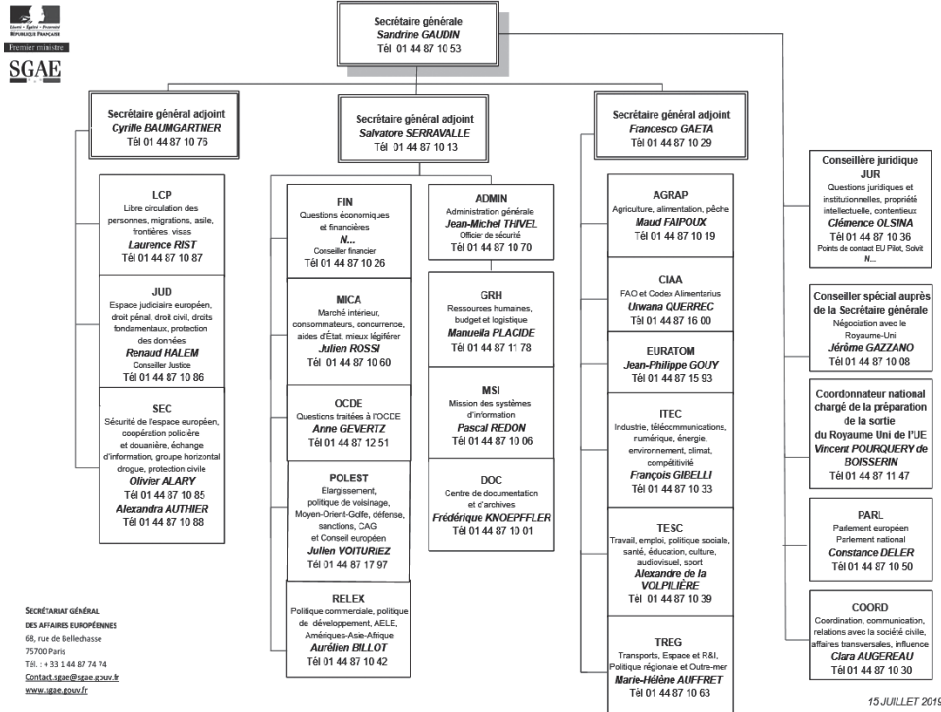 Liberté • Égalité • Fraternité
RÉPUBLIQUE FRANÇAISE
Premier ministre
SGAE
Secrétaire générale
Sandrine GAUDIN
Tél 01 44 87 10 53
Secrétaire général adjoint
Cyrille BAUMGARTNER
Tél 01 44 87 10 76
LCP
Libre circulation des
personnes, migrations, asile,
frontières visas
Laurence RIST
Tél 01 44 87 10 87
JUD
Espace judiciaire européen,
droit pénal, droit civil, droits
fondamentaux, protection
des données
Renaud HALEM
Conseiller Justice
Tél 01 44 87 10 86
SEC
Sécurité de l'espace européen,
coopération policière
et douanière, échange
d'information, groupe horizontal
drogue, protection civile
Olivier ALARY
Tél 01 44 87 10 85
Alexandra AUTHIER
Tél 01 44 87 10 88
Secrétaire général adjoint
Salvatore SERRAVALLE
Tél 01 44 87 10 13
FIN
Questions économiques
et financières
N...
Conseiller financier
Tél 01 44 87 10 26
MICA
Marché intérieur,
consommateurs, concurrence,
aides d'État, mieux légiférer
Julien ROSSI
Tél 01 44 87 10 60
OCDE
Questions traitées à l'OCDE
Anne GEVERTZ
Tél 01 44 87 12 51
POLEST
Elargissement,
politique de voisinage,
Moyen-Orient-Golfe, défense,
sanctions, CAG
et Conseil européen
Julien VOITURIEZ
Tél 01 44 87 17 97
RELEX
Politique commerciale, politique
de développement, AELE,
Amériques-Asie-Afrique
Aurélien BILLOT
Tél 01 44 87 10 42
ADMIN
Administration générale
Jean-Michel THIVEL
Officier de sécurité
Tél 01 44 87 10 70
GRH
Ressources humaines,
budget et logistique
Manuella PLACIDE
Tél 01 44 87 11 78
MSI
Mission des systèmes
d'information
Pascal REDON
Tél 01 44 87 10 06
DOC
Centre de documentation
et d'archives
Frédérique KNOEPFFLER
Tél 01 44 87 10 01
Secrétaire général adjoint
Francesco GAETA
Tél 01 44 87 10 29
AGRAP
Agriculture, alimentation, pêche
Maud FAIPOUX
Tél 01 44 87 10 19
CIAA
FAO et Codex Alimentarius
Urwana QUERREC
Tél 01 44 87 16 00
EURATOM
Jean-Philippe GOUY
Tél 01 44 87 15 93
ITEC
Industrie, télécommunications,
numérique, énergie,
environnement, climat,
compétitivité
François GIBELLI
Tél 01 44 87 10 33
TESC
Travail, emploi, politique sociale,
santé, éducation, culture,
audiovisuel, sport
Alexandre de la
VOLPILIÈRE
Tél 01 44 87 10 39
TREG
Transports, Espace et R&I,
Politique régionale et Outre-mer
Marie-Hélène AUFFRET
Tél 01 44 87 10 63
Conseillère juridique
JUR
Questions juridiques et
institutionnelles, propriété
intellectuelle, contentieux
Clémence OLSINA
Tél 01 44 87 10 36
Points de contact EU Pilot, Solvit
N...
Conseiller spécial auprès
de la Secrétaire générale
Négociation avec le
Royaume-Uni
Jérôme GAZZANO
Tél 01 44 87 10 08
Coordonnateur national
chargé de la préparation
de la sortie
du Royaume Uni de l'UE
Vincent POURQUERY de
BOISSERIN
Tél 01 44 87 11 47
PARL
Parlement européen
Parlement national
Constance DELER
Tél 01 44 87 10 50
COORD
Coordination, communication,
relations avec la société civile,
affaires transversales, influence
Clara AUGEREAU
Tél 01 44 87 10 30
SECRÉTARIAT GÉNÉRAL
DES AFFAIRES EUROPÉENNES
68, rue de Bellechasse
75700 Paris
Tél. : + 33 1 44 87 74 74
Contact.sgae@sgae.gouv.fr
www.sgae.gouv.fr
15 JUILLET 2019